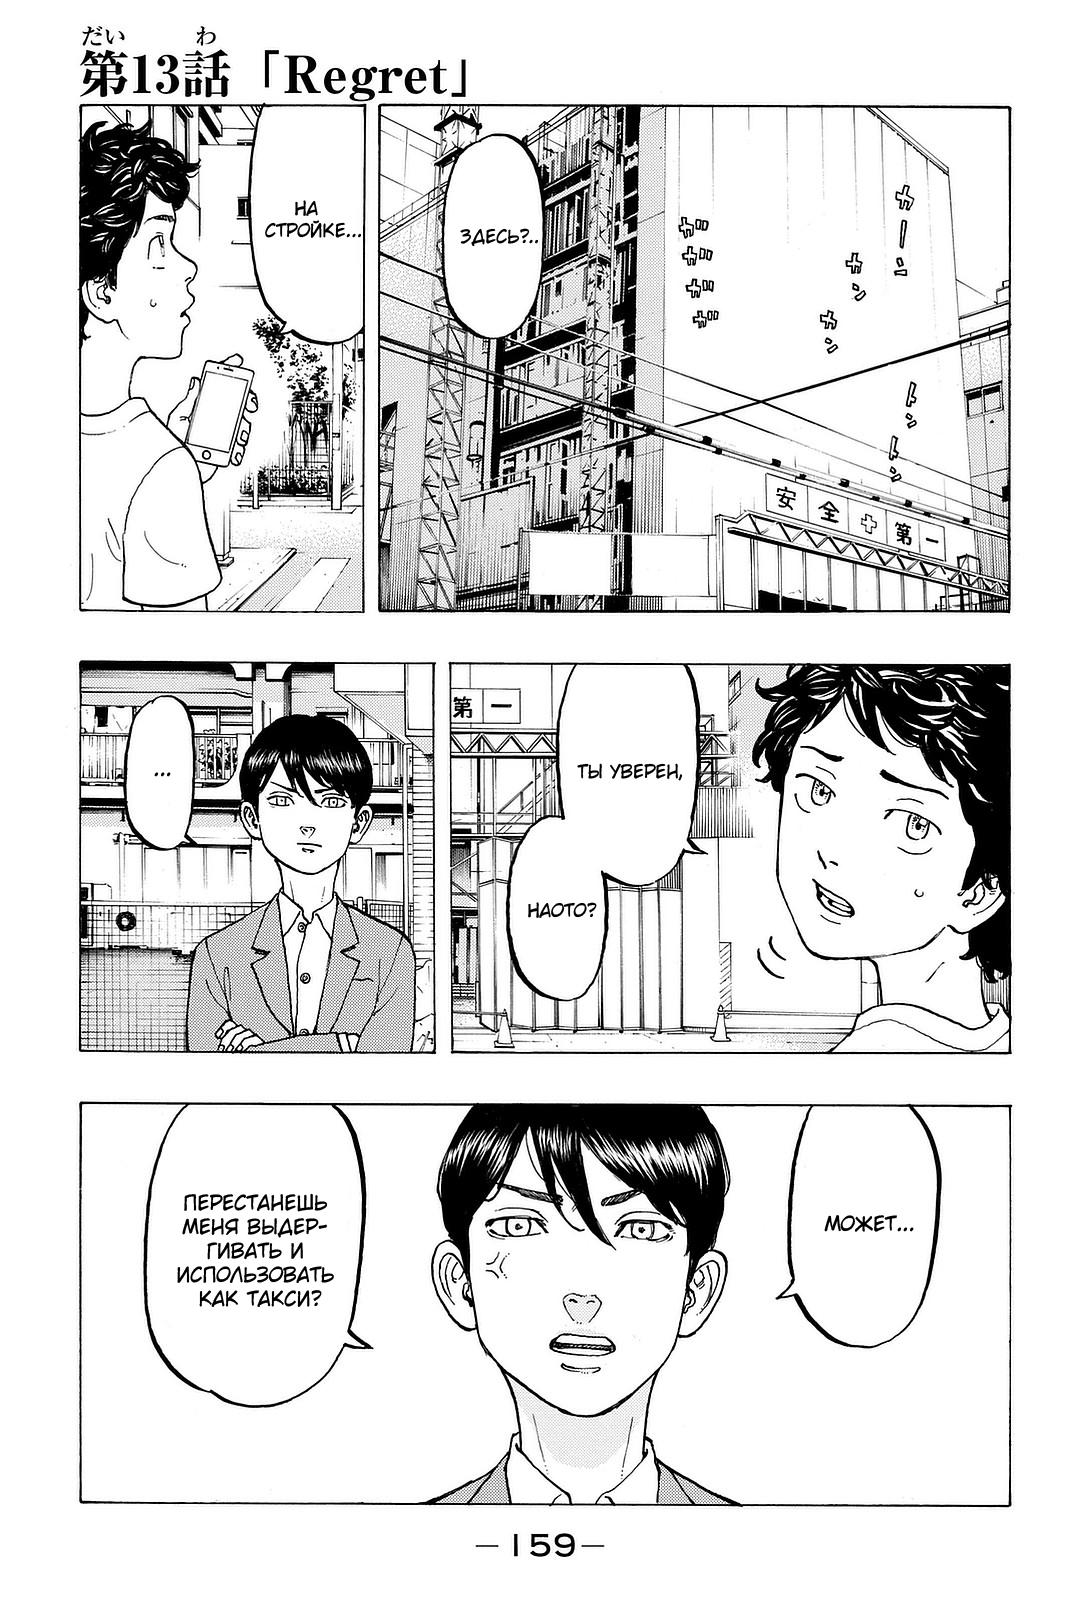 だい わ
第13話「Regret」
ЗДЕСЬ?..
ガガガガ
カーン
カン
カン
トントントン
安全✚第一
НА
СТРОЙКЕ...
ТЫ УВЕРЕН,
НАОТО?
第一
...
МОЖЕТ...
ПЕРЕСТАНЕШЬ
МЕНЯ ВЫДЕР-
ГИВАТЬ И
ИСПОЛЬЗОВАТЬ
КАК ТАКСИ?
—159—